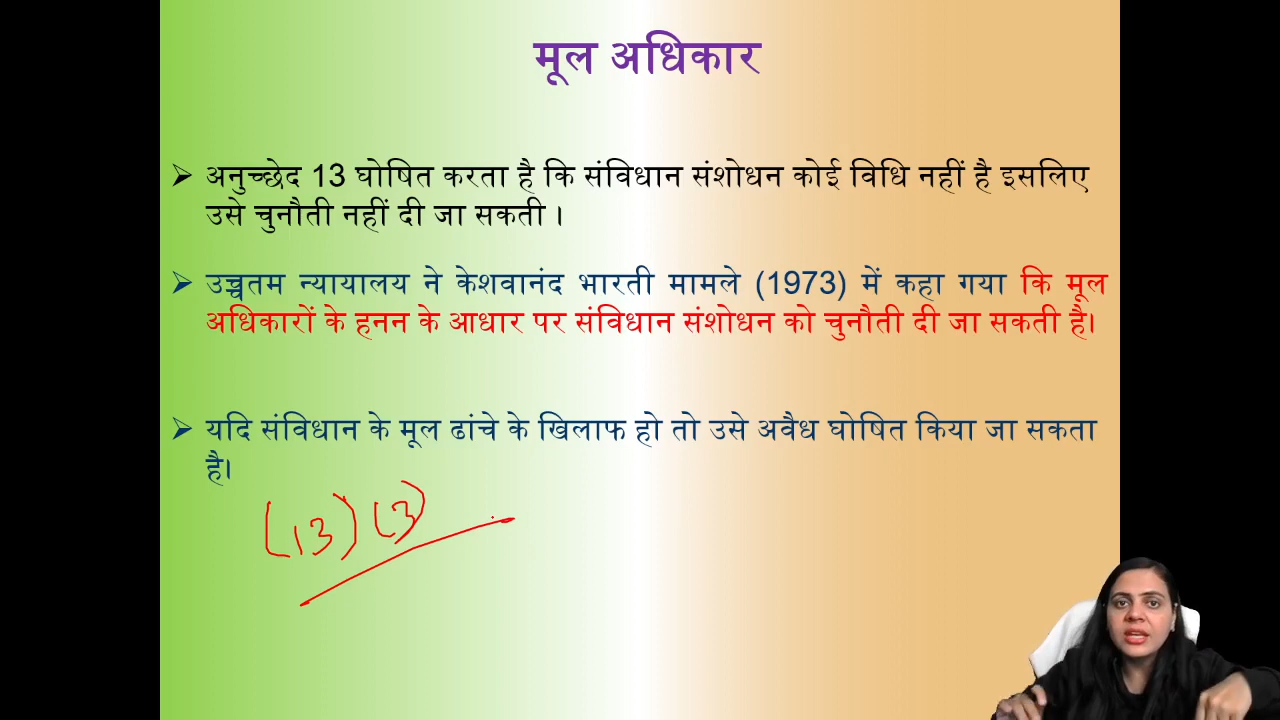 मूल अधिकार
➢ अनुच्छेद 13 घोषित करता है कि संविधान संशोधन कोई विधि नहीं है इसलिए
उसे चुनौती नहीं दी जा सकती ।
➢ उच्चतम न्यायालय ने केशवानंद भारती मामले (1973) में कहा गया कि मूल
अधिकारों के हनन के आधार पर संविधान संशोधन को चुनौती दी जा सकती है।
➢ यदि संविधान के मूल ढांचे के खिलाफ हो तो उसे अवैध घोषित किया जा सकता
है।
(13) (3)